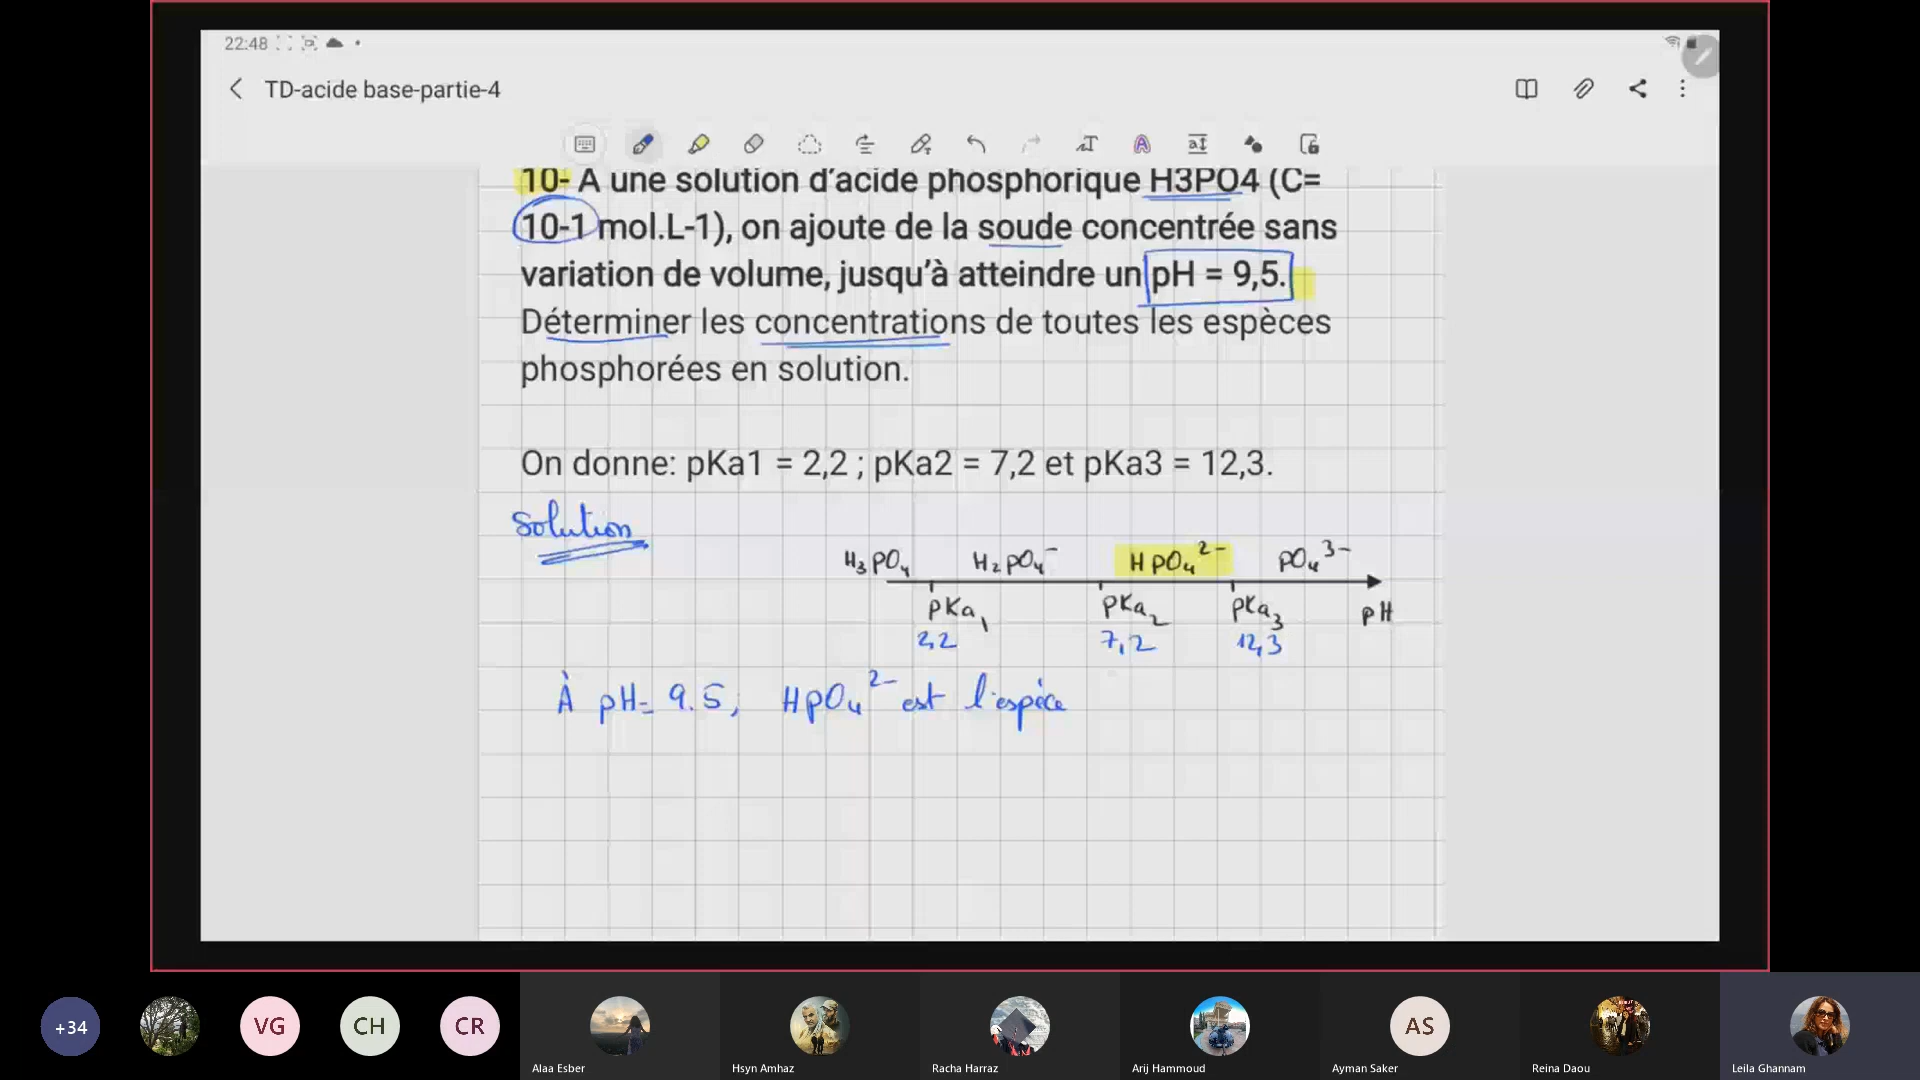 22:48
TD-acide base-partie-4
10- A une solution d'acide phosphorique H3PO4 (C=
10-1 mol.L-1), on ajoute de la soude concentrée sans
variation de volume, jusqu'à atteindre un pH = 9,5.
Déterminer les concentrations de toutes les espèces
phosphorées en solution.
On donne: pKa1 = 2,2 ; pKa2 = 7,2 et pKa3 = 12,3.
Solution
H₃PO₄ H₂PO₄⁻ HPO₄²⁻ PO₄³⁻
pKa₁ pKa₂ pKa₃ pH
2,2 7,2 12,3
À pH = 9.5, HPO₄²⁻ est l'espèce
+34 VG CH CR AS
Alaa Esber Hsyn Amhaz Racha Harraz Arij Hammoud Ayman Saker Reina Daou Leila Ghannam